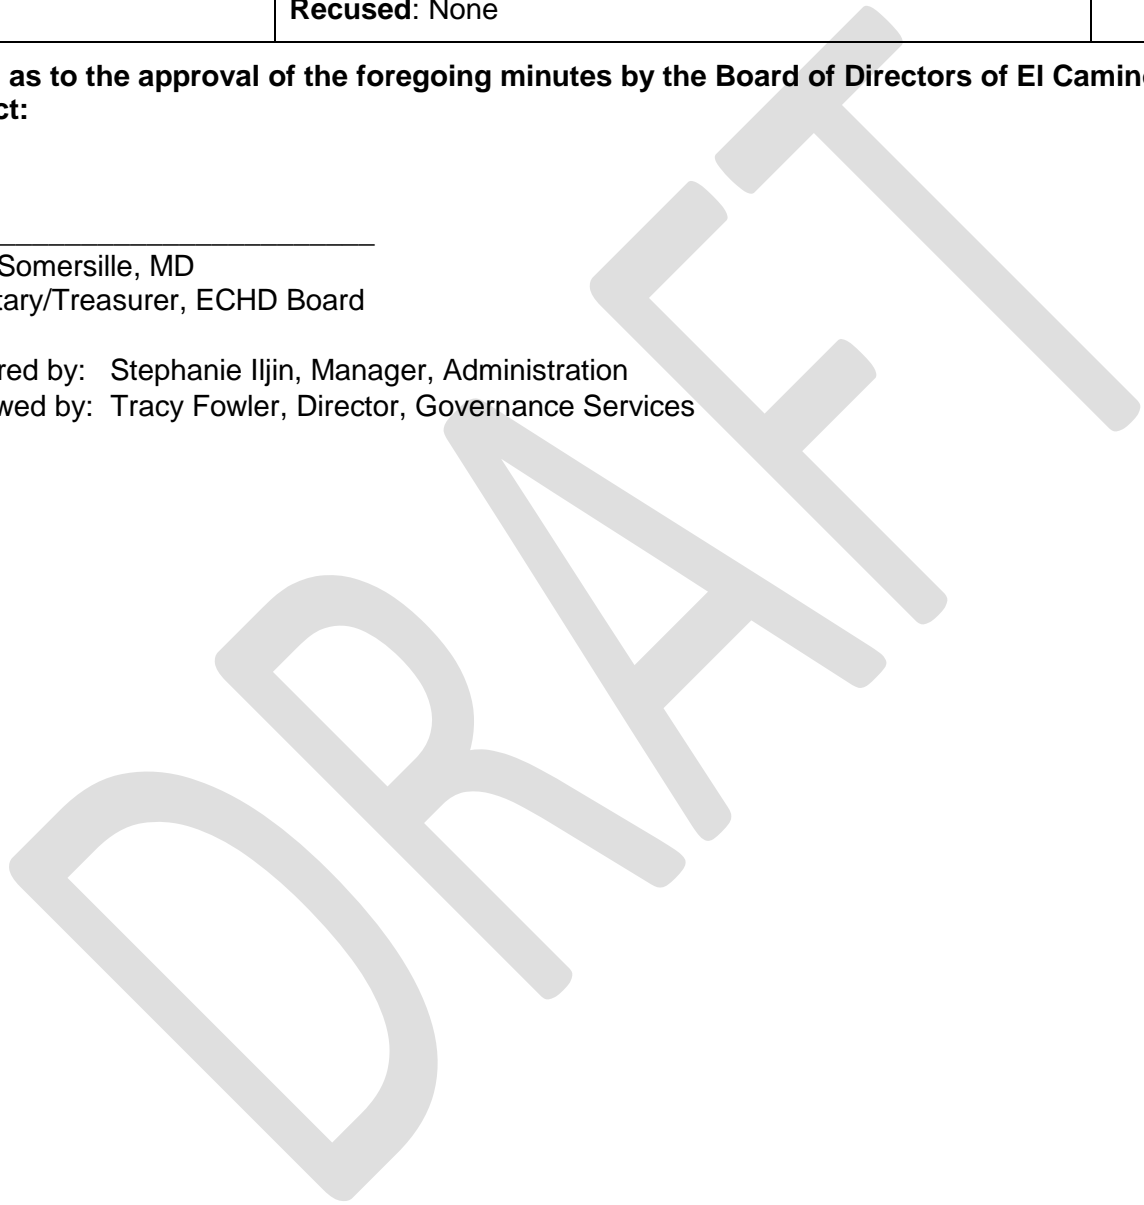 Recused: None
as to the approval of the foregoing minutes by the Board of Directors of El Camin
ct:
Somersille, MD
tary/Treasurer, ECHD Board
red by: Stephanie Iljin, Manager, Administration
wed by: Tracy Fowler, Director, Governance Services
DRAFT